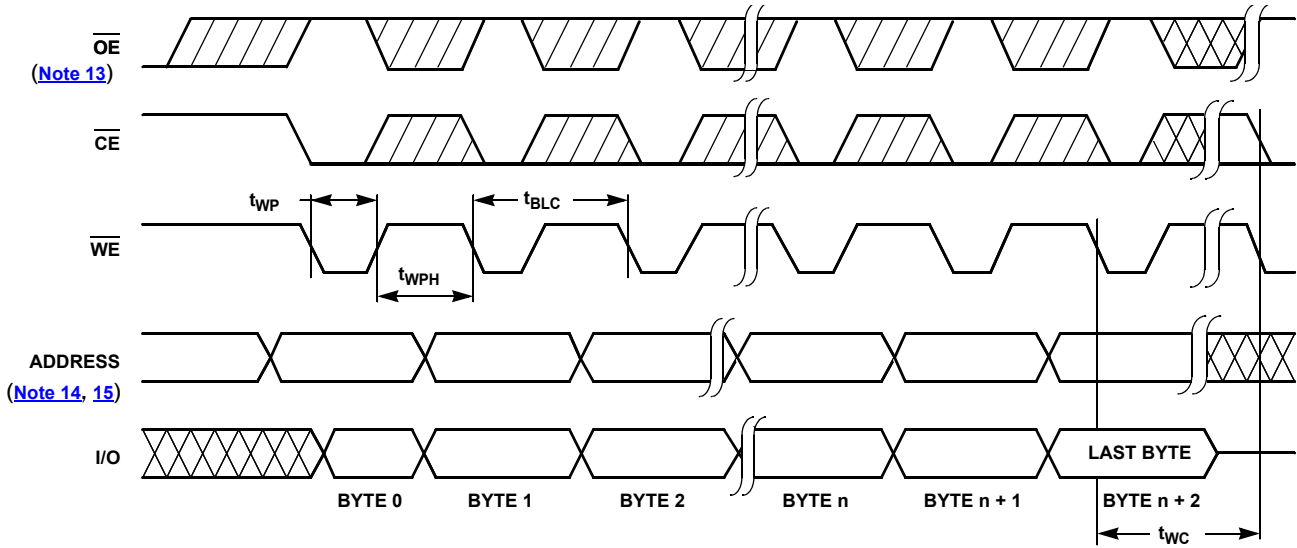 OE
(Note 13)
CE
tWP
tBLC
WE
tWPH
ADDRESS
(Note 14, 15)
I/O
LAST BYTE
BYTE 0 BYTE 1 BYTE 2 BYTE n BYTE n + 1 BYTE n + 2
tWC